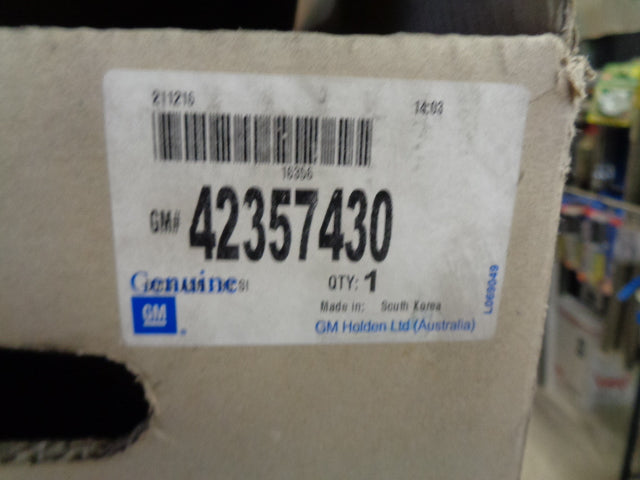 211216 14:03
16356
GM# 42357430
Genuine QTY: 1
GM Made in: South Korea
GM Holden Ltd (Australia)
L069049